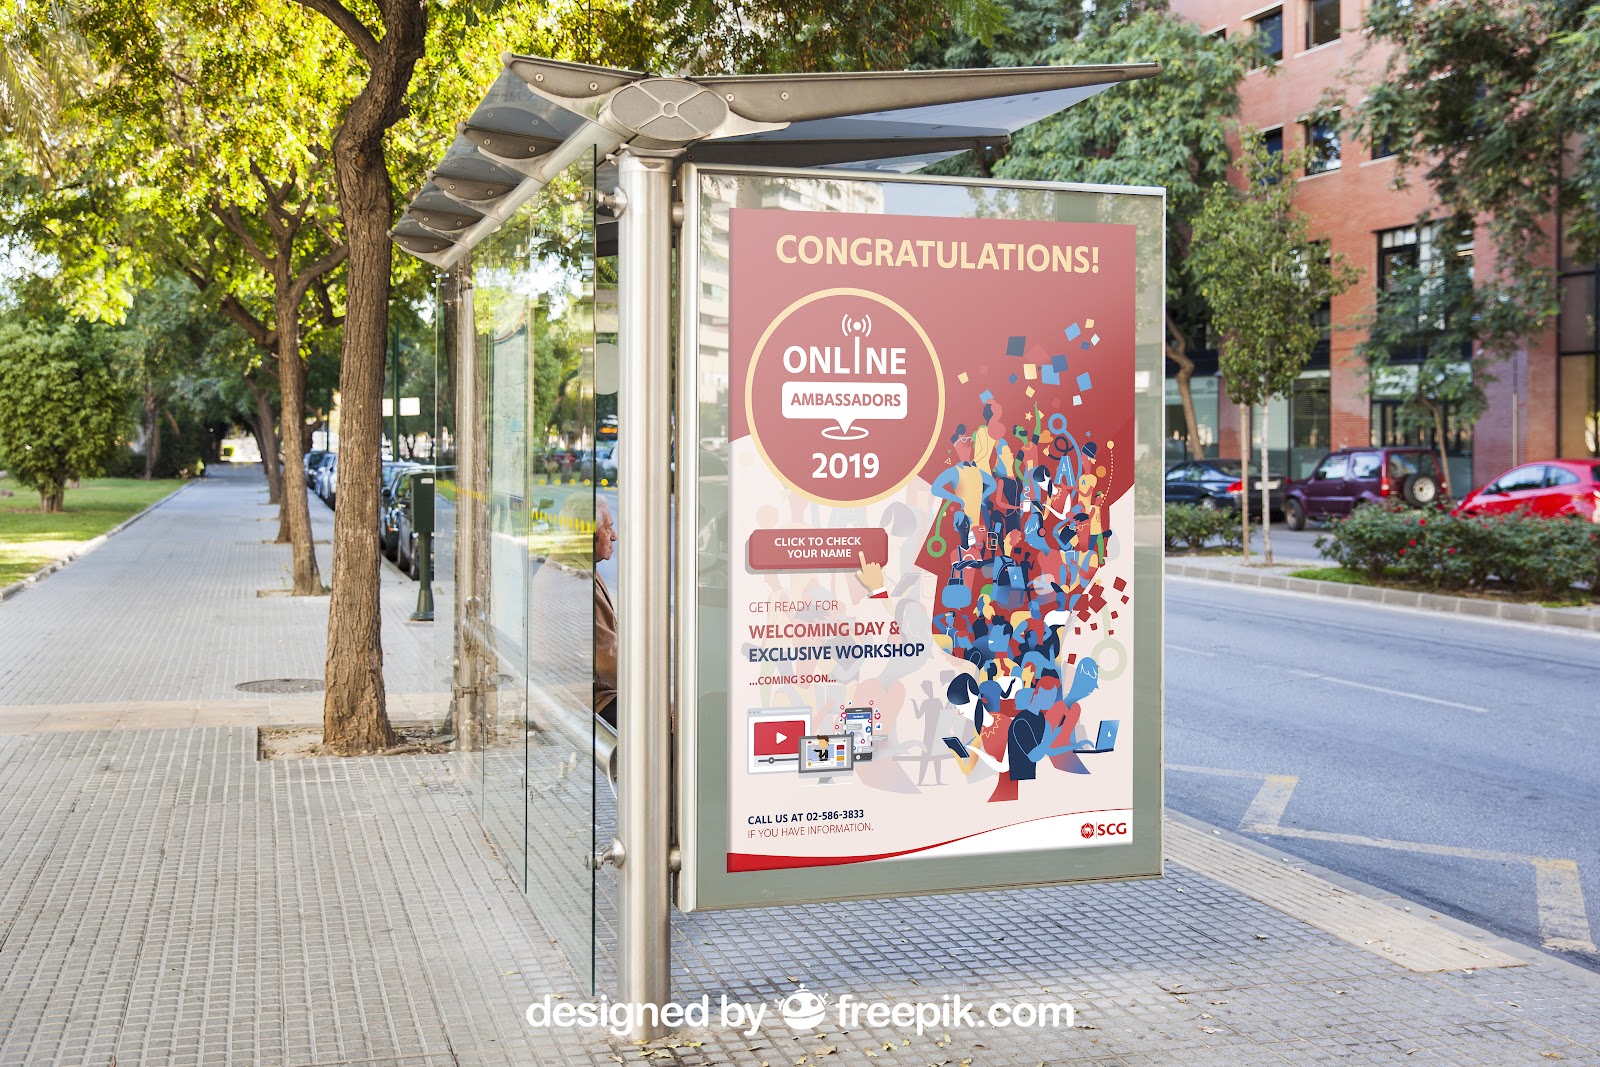 CONGRATULATIONS!
ONLINE
AMBASSADORS
2019
CLICK TO CHECK
YOUR NAME
GET READY FOR
WELCOMING DAY &
EXCLUSIVE WORKSHOP
...COMING SOON...
facebook
CALL US AT 02-586-3833
IF YOU HAVE INFORMATION.
SCG
designed by freepik.com